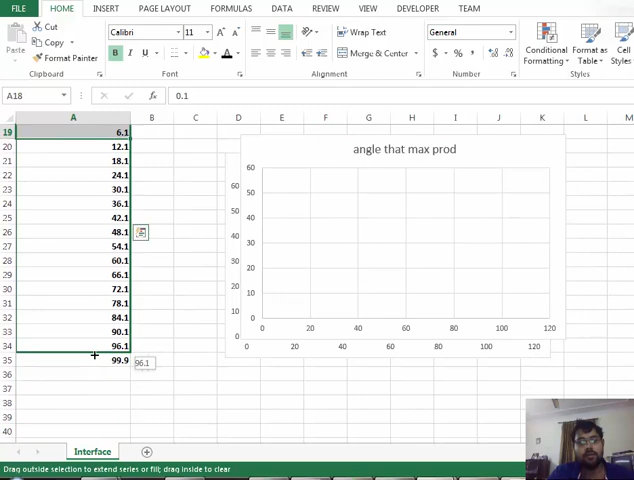 FILE HOME INSERT PAGE LAYOUT FORMULAS DATA REVIEW VIEW DEVELOPER TEAM
Cut
Copy
Format Painter
Paste
Clipboard
Calibri 11
B I U
Font
Wrap Text
Merge & Center
Alignment
General
$ % ,
Number
Conditional Formatting
Format as Table
Cell Styles
Styles
A18 fx 0.1
A B C D E F G H I J K L M
19 6.1
20 12.1
21 18.1
22 24.1
23 30.1
24 36.1
25 42.1
26 48.1
27 54.1
28 60.1
29 66.1
30 72.1
31 78.1
32 84.1
33 90.1
34 96.1
35 99.9 96.1
36
37
38
39
40
angle that max prod
60
50
40
30
20
10
0
0 20 40 60 80 100 120
60
50
40
30
20
10
0
20 40 60 80 100 120
Interface
Drag outside selection to extend series or fill; drag inside to clear